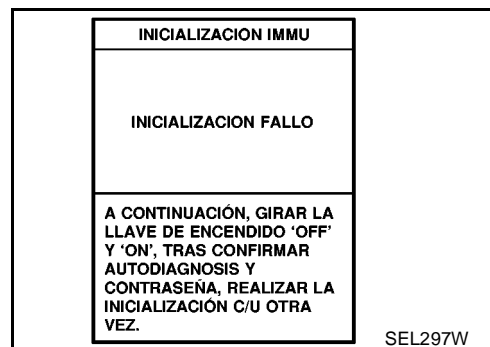 INICIALIZACION IMMU
INICIALIZACION FALLO
A CONTINUACIÓN, GIRAR LA
LLAVE DE ENCENDIDO ‘OFF’
Y ‘ON’, TRAS CONFIRMAR
AUTODIAGNOSIS Y
CONTRASEÑA, REALIZAR LA
INICIALIZACIÓN C/U OTRA
VEZ.
SEL297W